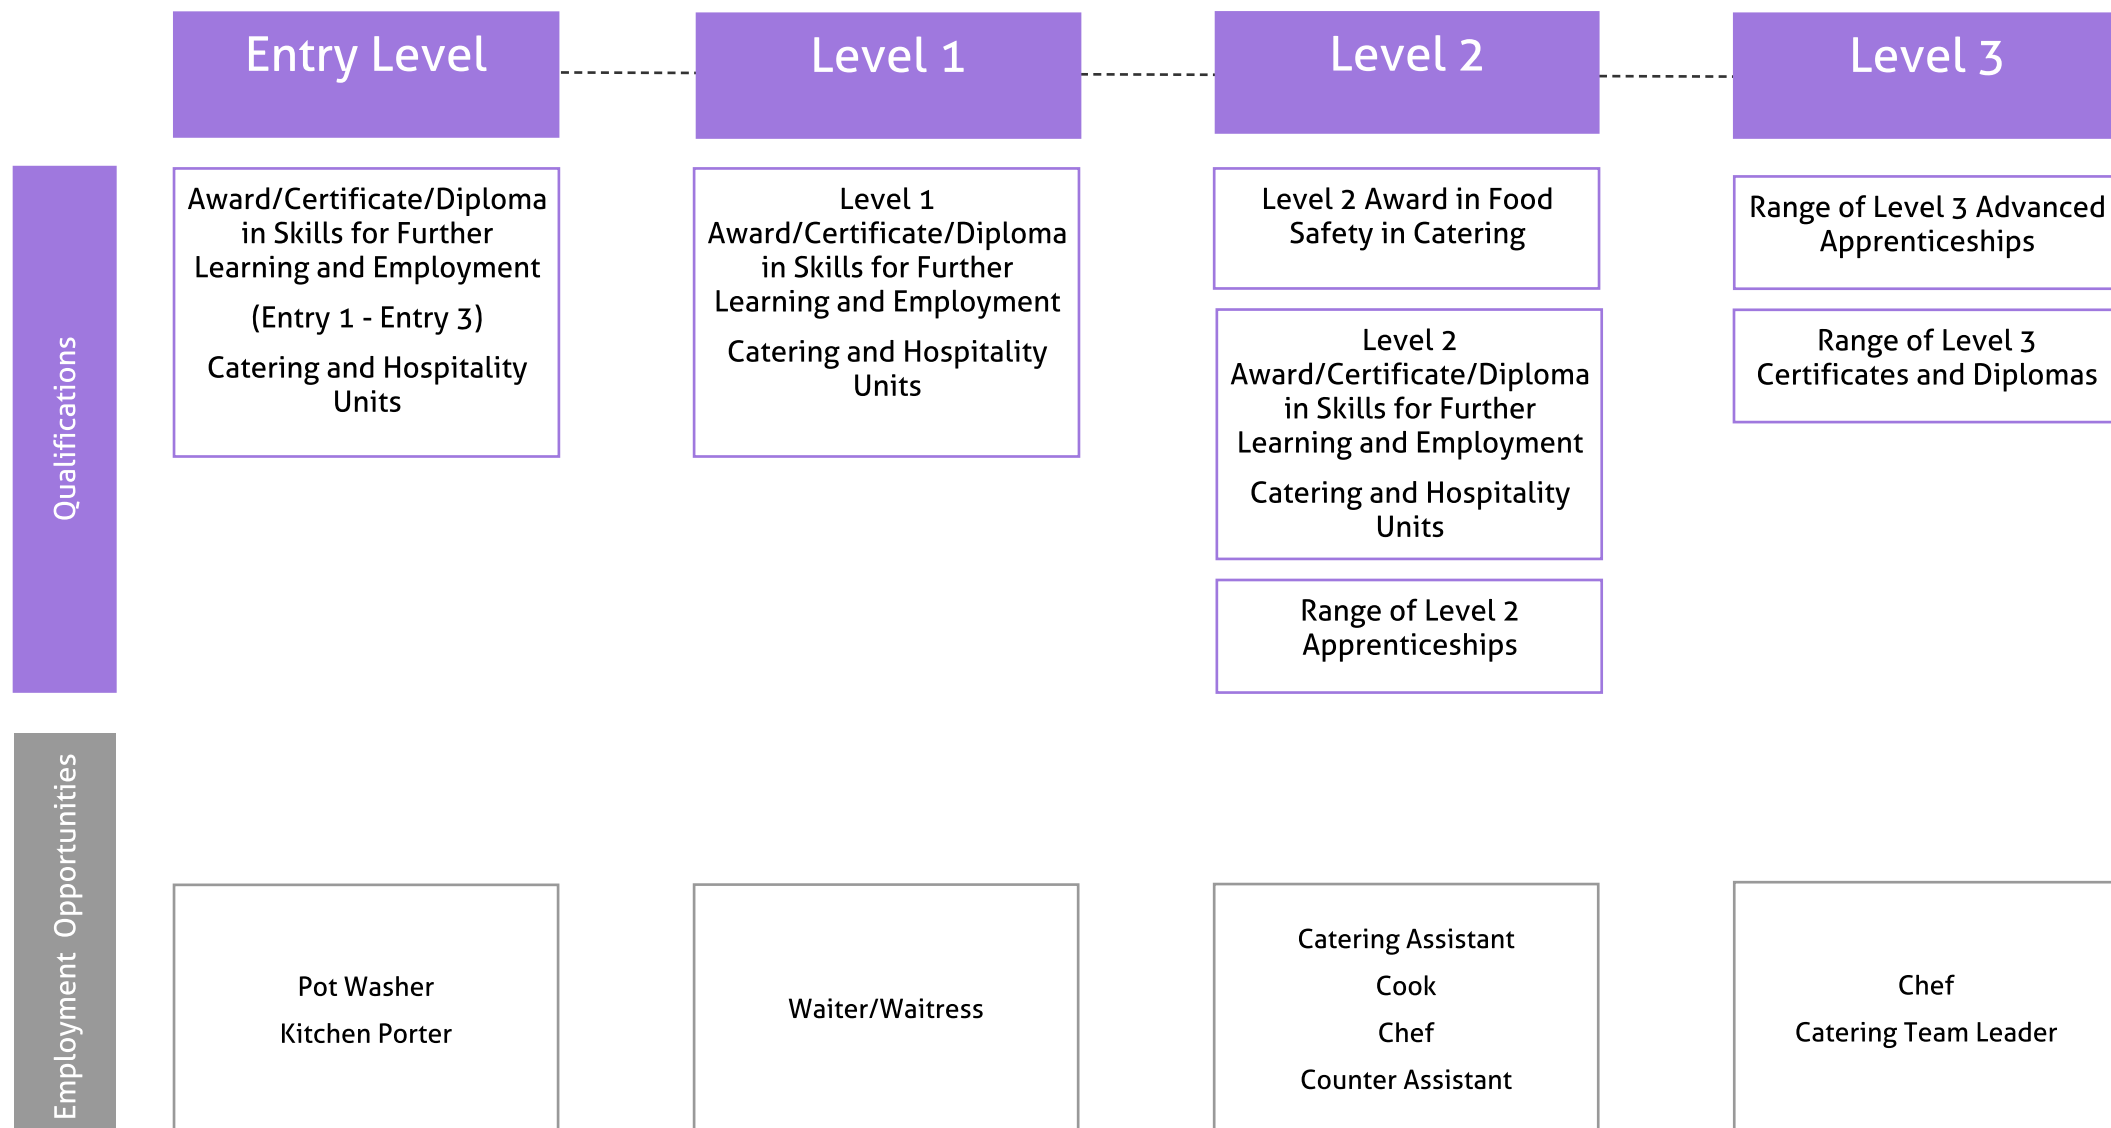 Entry Level
Level 1
Level 2
Level 3
Qualifications
Award/Certificate/Diploma
in Skills for Further
Learning and Employment
(Entry 1 - Entry 3)
Catering and Hospitality
Units
Level 1
Award/Certificate/Diploma
in Skills for Further
Learning and Employment
Catering and Hospitality
Units
Level 2 Award in Food
Safety in Catering
Level 2
Award/Certificate/Diploma
in Skills for Further
Learning and Employment
Catering and Hospitality
Units
Range of Level 2
Apprenticeships
Range of Level 3 Advanced
Apprenticeships
Range of Level 3
Certificates and Diplomas
Employment Opportunities
Pot Washer
Kitchen Porter
Waiter/Waitress
Catering Assistant
Cook
Chef
Counter Assistant
Chef
Catering Team Leader